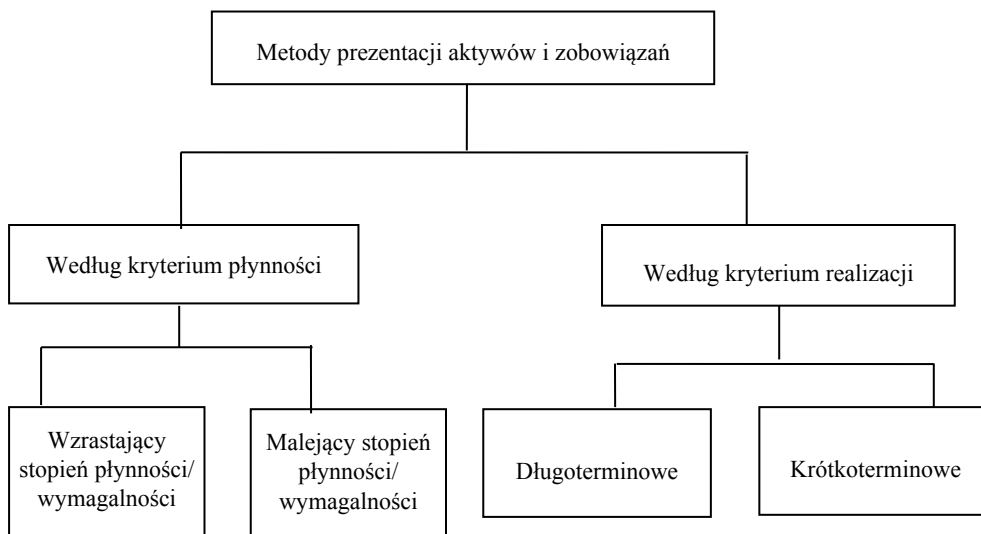 Metody prezentacji aktywów i zobowiązań
Według kryterium płynności
Według kryterium realizacji
Wzrastający
stopień płynności/
wymagalności
Malejący stopień
płynności/
wymagalności
Długoterminowe
Krótkoterminowe